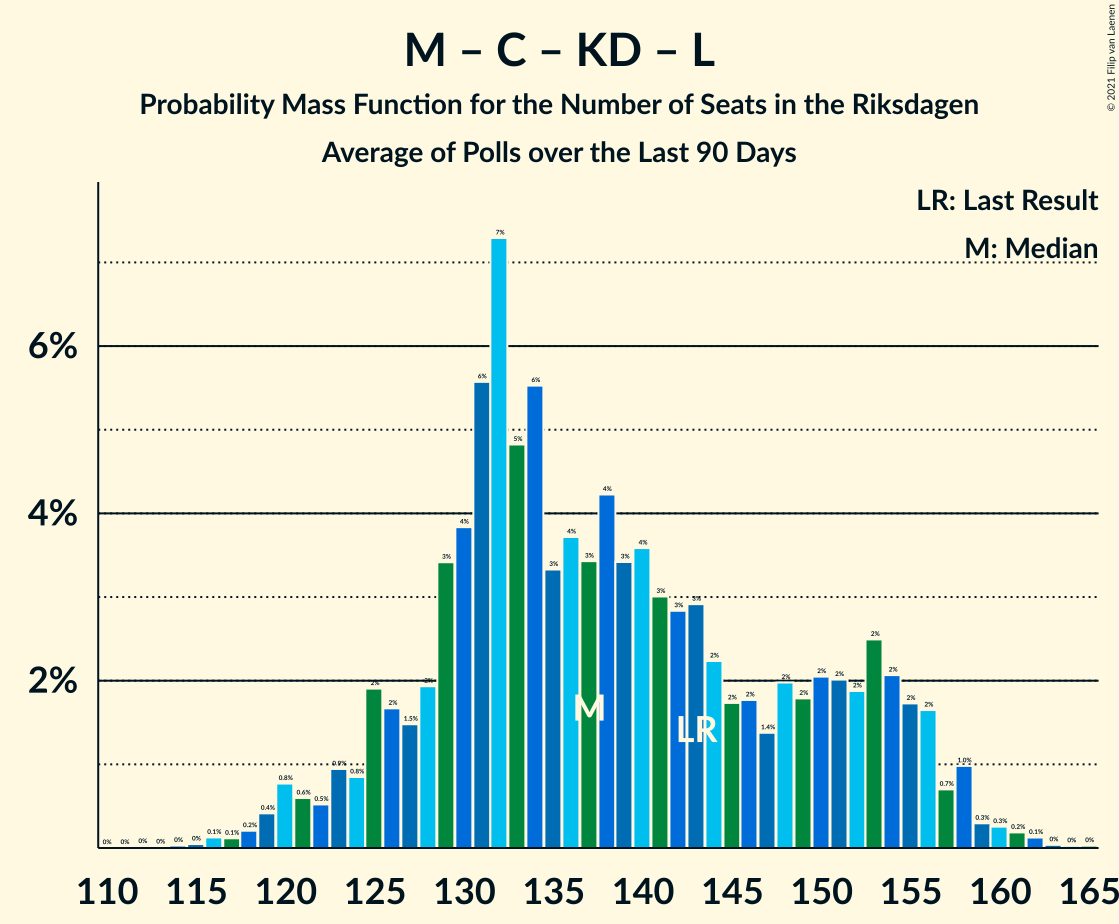 M – C – KD – L
Probability Mass Function for the Number of Seats in the Riksdagen
Average of Polls over the Last 90 Days
© 2021 Filip van Laenen
LR: Last Result
M: Median
6%
4%
2%
0% 0% 0% 0% 0% 0% 0.1% 0.1% 0.2% 0.4% 0.8% 0.6% 0.5% 0.9% 0.8% 2% 2% 1.5% 2% 3% 4% 6% 7% 5% 6% 3% 4% 3% 4% 3% 4% 3% 3% 3% 2% 2% 2% 1.4% 2% 2% 2% 2% 2% 2% 2% 2% 2% 0.7% 1.0% 0.3% 0.3% 0.2% 0.1% 0% 0% 0%
M
LR
110 115 120 125 130 135 140 145 150 155 160 165